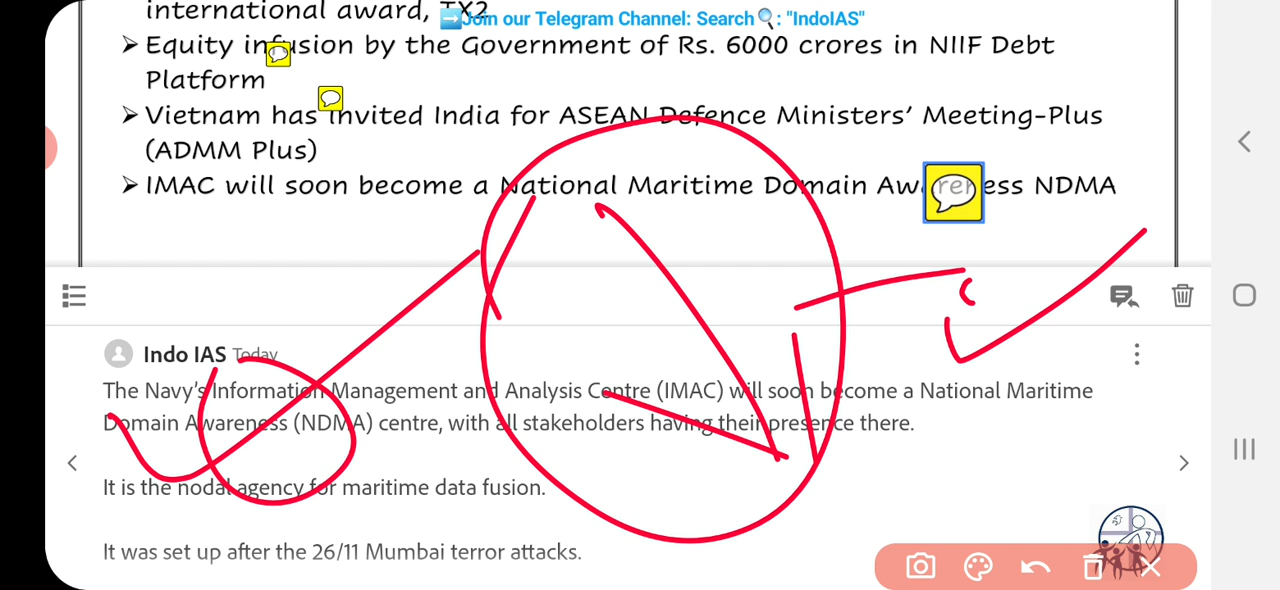 international award, TX2
➡Join our Telegram Channel: Search🔍: "IndoIAS"
➢ Equity infusion by the Government of Rs. 6000 crores in NIIF Debt
Platform
➢ Vietnam has invited India for ASEAN Defence Ministers' Meeting-Plus
(ADMM Plus)
➢ IMAC will soon become a National Maritime Domain Awareness NDMA
Indo IAS Today
The Navy's Information Management and Analysis Centre (IMAC) will soon become a National Maritime
Domain Awareness (NDMA) centre, with all stakeholders having their presence there.
It is the nodal agency for maritime data fusion.
It was set up after the 26/11 Mumbai terror attacks.